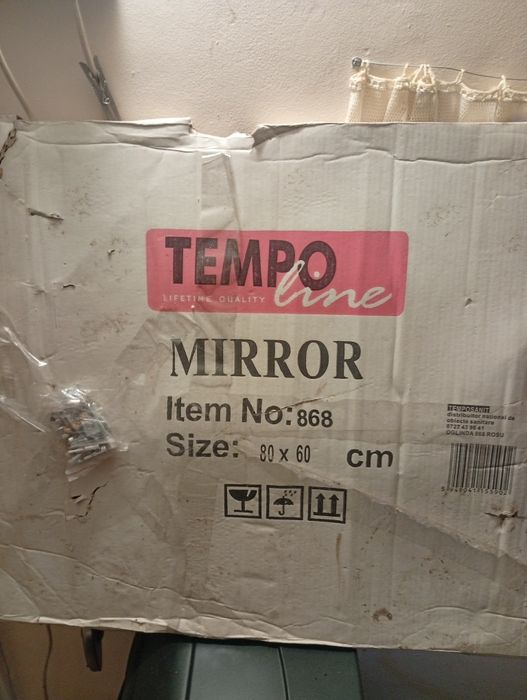 TEMPO
line
LIFETIME QUALITY
MIRROR
Item No: 868
Size: 80 x 60 cm
TEMPOSANIT
distribuitor national de
obiecte sanitare
OGLINDA 868 ROSU